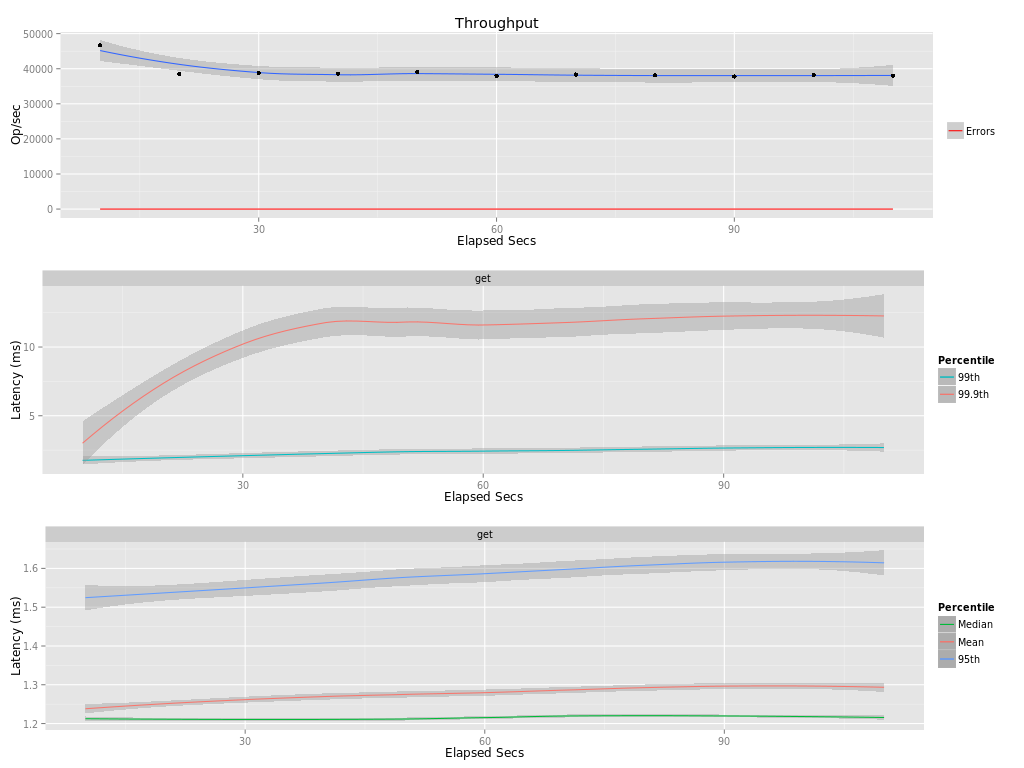 Throughput
50000
40000
30000
20000
10000
0
Op/sec
30 60 90
Elapsed Secs
Errors
get
10
5
Latency (ms)
30 60 90
Elapsed Secs
Percentile
99th
99.9th
get
1.6
1.5
1.4
1.3
1.2
Latency (ms)
30 60 90
Elapsed Secs
Percentile
Median
Mean
95th